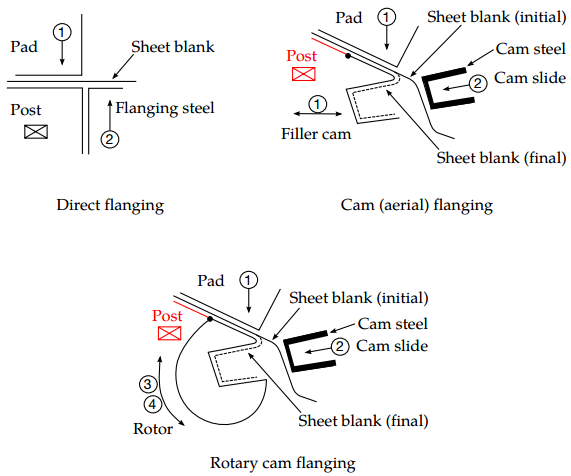 Pad
1
Sheet blank
Post
Flanging steel
2
Direct flanging
Pad
1
Sheet blank (initial)
Post
Cam steel
2
Cam slide
1
Filler cam
Sheet blank (final)
Cam (aerial) flanging
Pad
1
Sheet blank (initial)
Post
Cam steel
2
Cam slide
3
4
Rotor
Sheet blank (final)
Rotary cam flanging